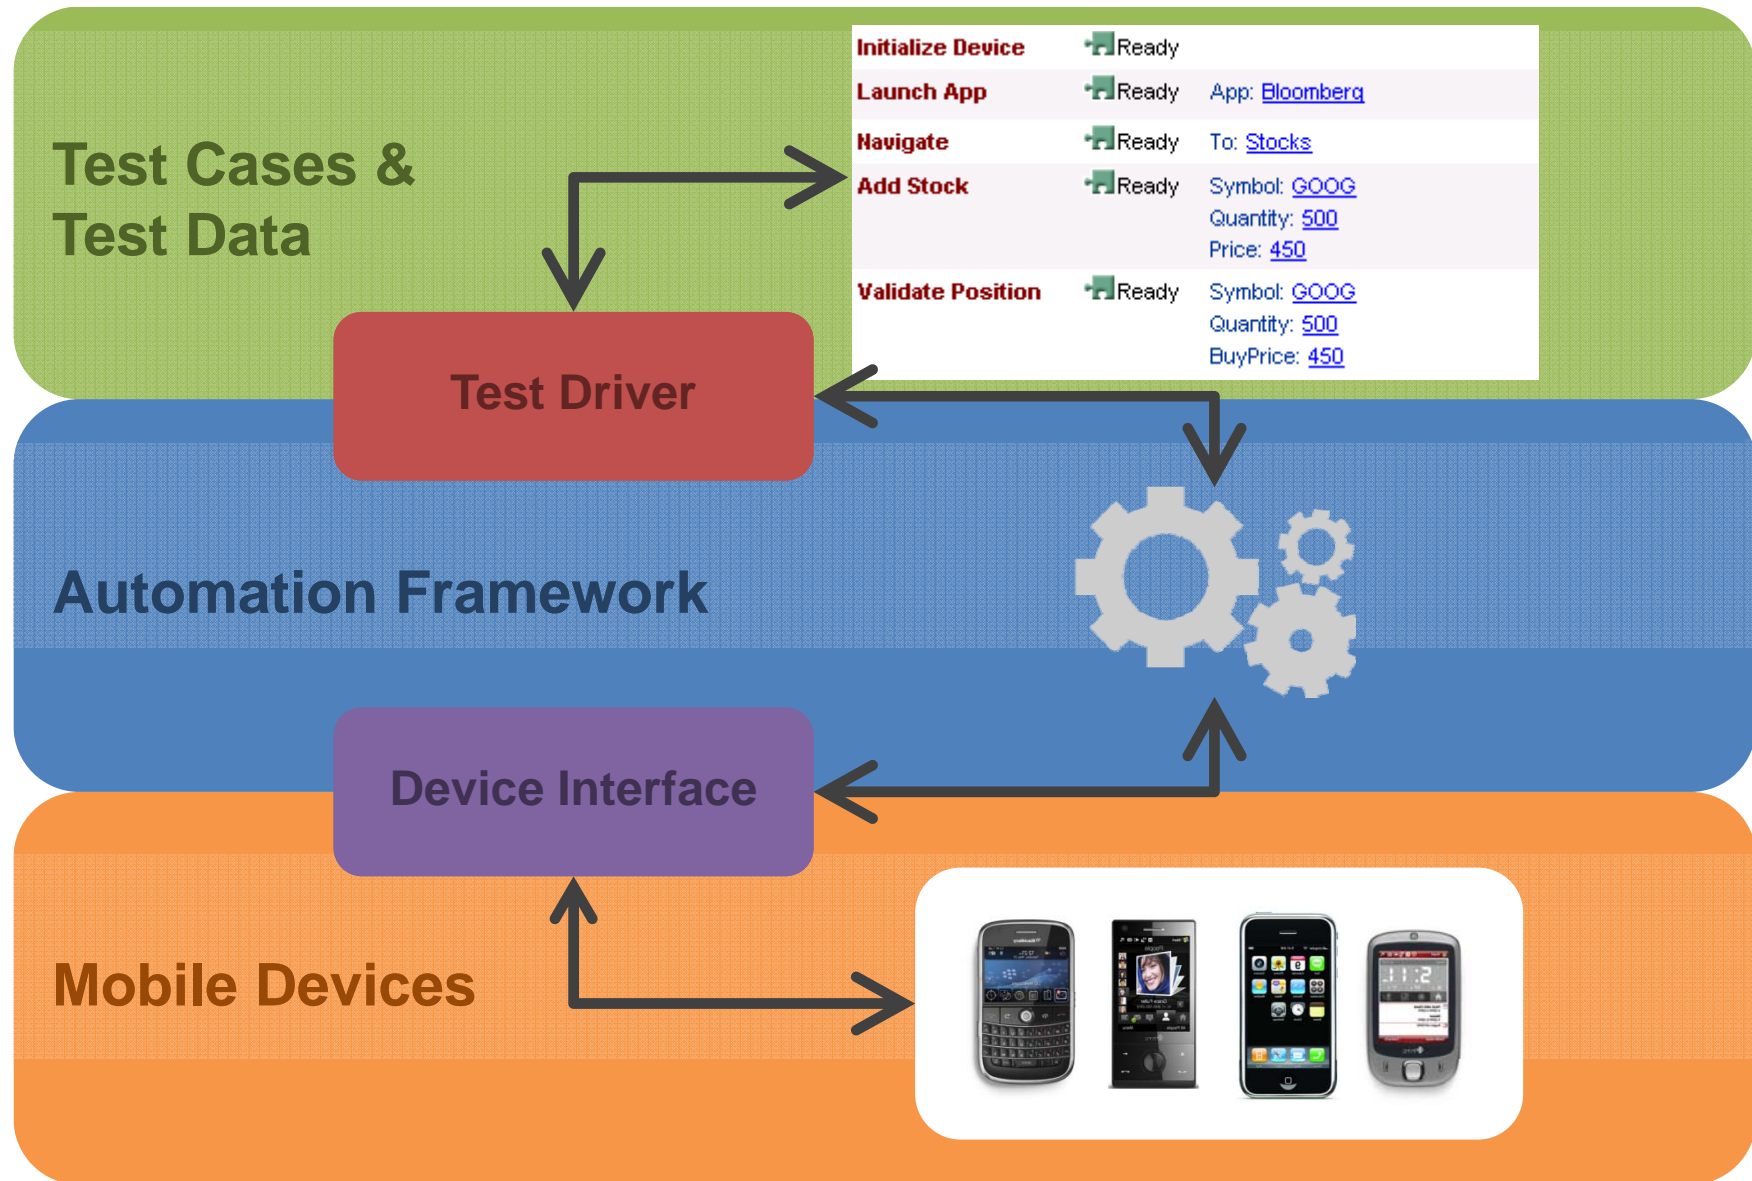 Test Cases &
Test Data
Initialize Device Ready
Launch App Ready App: Bloomberg
Navigate Ready To: Stocks
Add Stock Ready Symbol: GOOG
Quantity: 500
Price: 450
Validate Position Ready Symbol: GOOG
Quantity: 500
BuyPrice: 450
Test Driver
Automation Framework
Device Interface
Mobile Devices